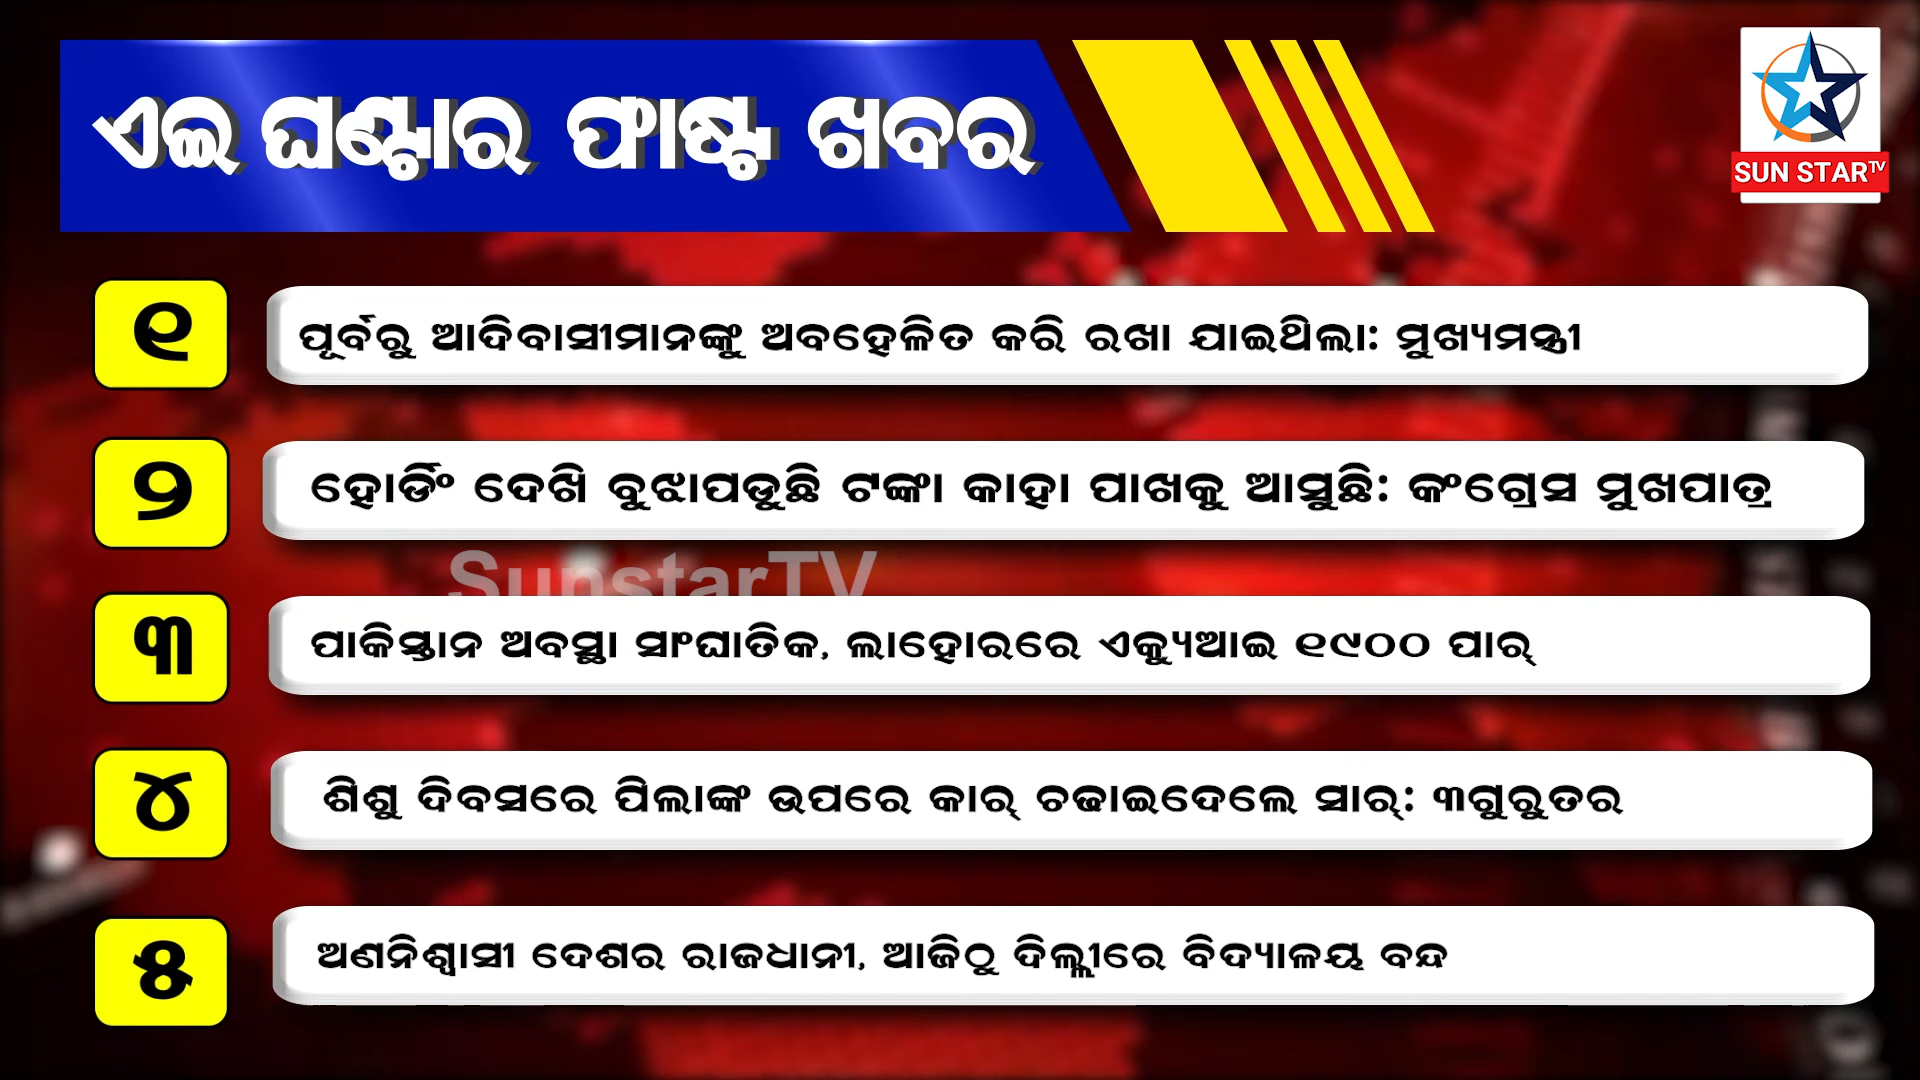 ଏଇ ଘଣ୍ଟାର ଫାଷ୍ଟ ଖବର
SUN STAR TV
୧ ପୂର୍ବରୁ ଆଦିବାସୀମାନଙ୍କୁ ଅବହେଳିତ କରି ରଖା ଯାଇଥିଲା: ମୁଖ୍ୟମନ୍ତ୍ରୀ
୨ ହୋର୍ଡିଂ ଦେଖି ବୁଝାପଡୁଛି ଟଙ୍କା କାହା ପାଖକୁ ଆସୁଛି: କଂଗ୍ରେସ ମୁଖପାତ୍ର
SunstarTV
୩ ପାକିସ୍ତାନ ଅବସ୍ଥା ସାଂଘାତିକ, ଲାହୋରରେ ଏକ୍ୟୁଆଇ ୧୯୦୦ ପାର୍
୪ ଶିଶୁ ଦିବସରେ ପିଲାଙ୍କ ଉପରେ କାର୍ ଚଢାଇଦେଲେ ସାର୍: ୩ଗୁରୁତର
୫ ଅଣନିଶ୍ୱାସୀ ଦେଶର ରାଜଧାନୀ, ଆଜିଠୁ ଦିଲ୍ଲୀରେ ବିଦ୍ୟାଳୟ ବନ୍ଦ